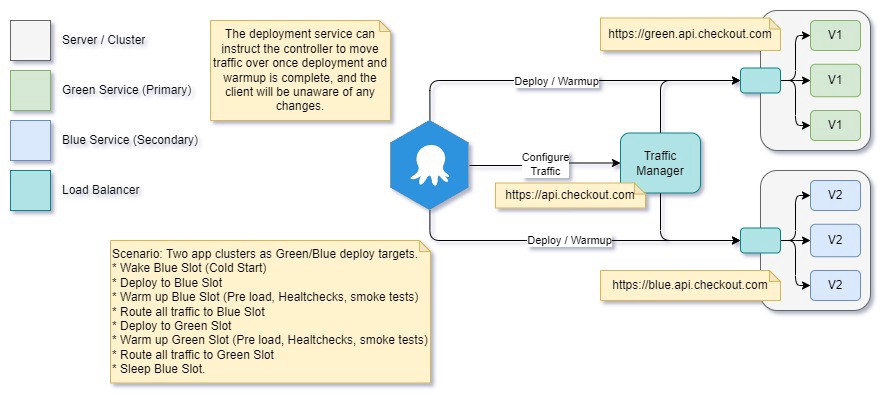 Server / Cluster
Green Service (Primary)
Blue Service (Secondary)
Load Balancer
The deployment service can
instruct the controller to move
traffic over once deployment and
warmup is complete, and the
client will be unaware of any
changes.
Deploy / Warmup
Configure
Traffic
https://api.checkout.com
Traffic
Manager
Deploy / Warmup
https://green.api.checkout.com
V1
V1
V1
V2
V2
V2
https://blue.api.checkout.com
Scenario: Two app clusters as Green/Blue deploy targets.
* Wake Blue Slot (Cold Start)
* Deploy to Blue Slot
* Warm up Blue Slot (Pre load, Healtchecks, smoke tests)
* Route all traffic to Blue Slot
* Deploy to Green Slot
* Warm up Green Slot (Pre load, Healtchecks, smoke tests)
* Route all traffic to Green Slot
* Sleep Blue Slot.